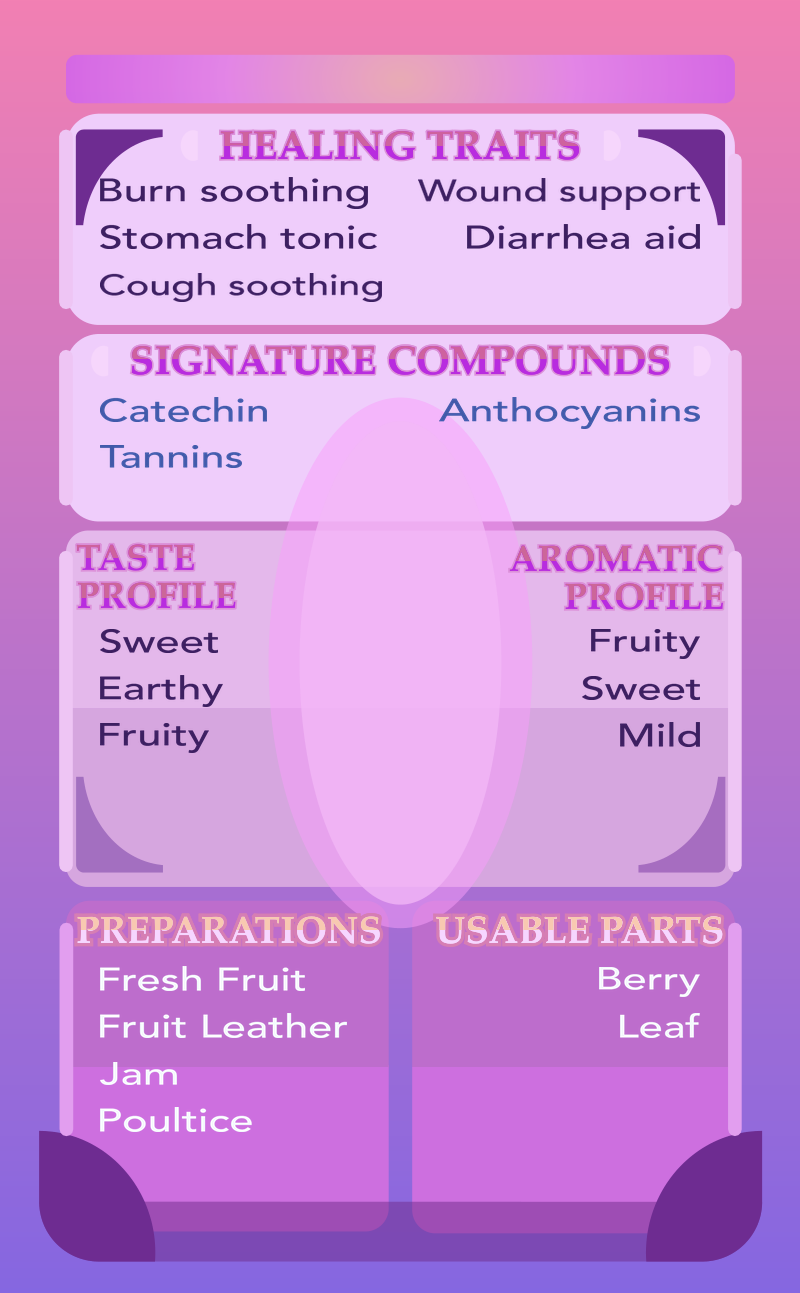 HEALING TRAITS
Burn soothing Wound support
Stomach tonic Diarrhea aid
Cough soothing
SIGNATURE COMPOUNDS
Catechin Anthocyanins
Tannins
TASTE PROFILE
Sweet
Earthy
Fruity
AROMATIC PROFILE
Fruity
Sweet
Mild
PREPARATIONS
Fresh Fruit
Fruit Leather
Jam
Poultice
USABLE PARTS
Berry
Leaf